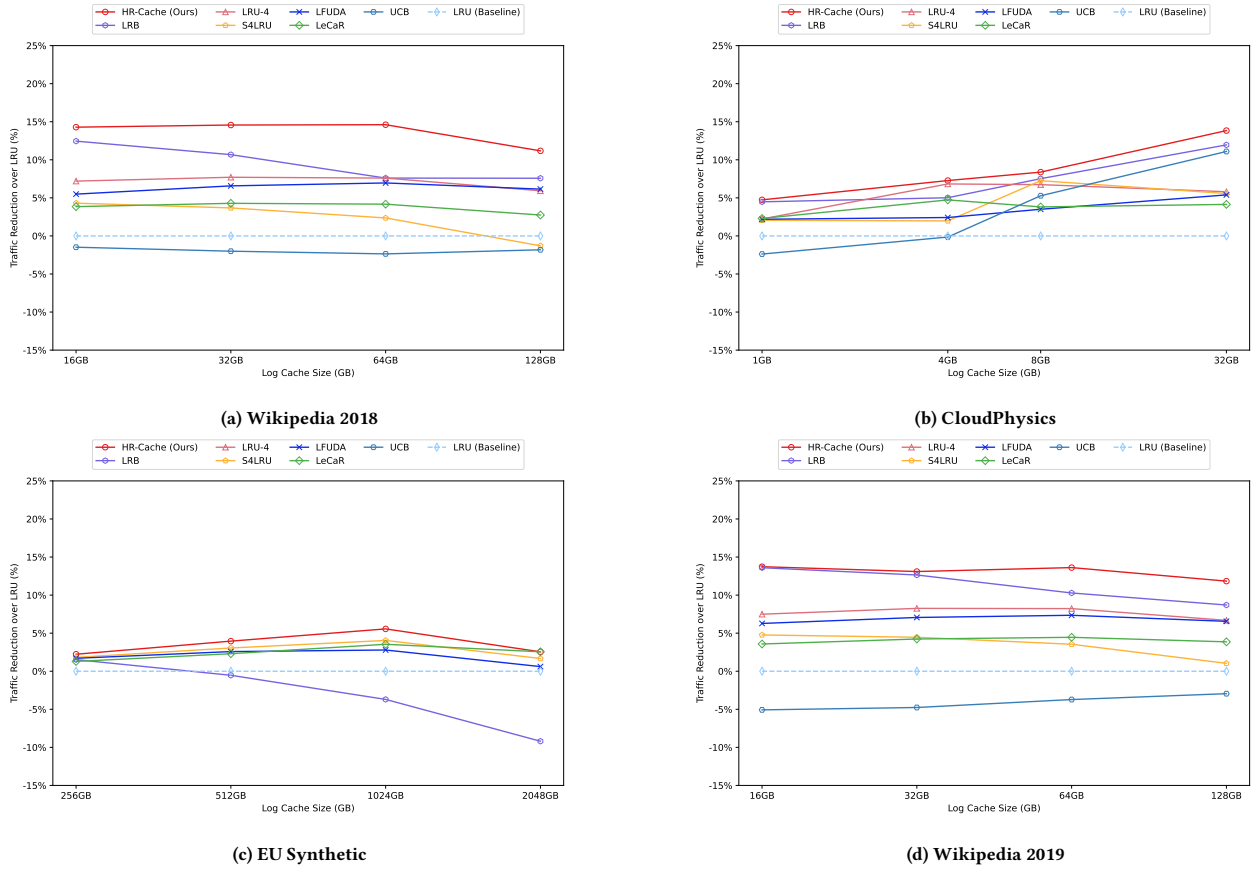 HR-Cache (Ours) LRU-4 LFUDA UCB LRU (Baseline)
LRB S4LRU LeCaR
25%
20%
15%
10%
5%
0%
-5%
-10%
-15%
Traffic Reduction over LRU (%)
16GB 32GB 64GB 128GB
Log Cache Size (GB)
(a) Wikipedia 2018
HR-Cache (Ours) LRU-4 LFUDA UCB LRU (Baseline)
LRB S4LRU LeCaR
25%
20%
15%
10%
5%
0%
-5%
-10%
-15%
Traffic Reduction over LRU (%)
1GB 4GB 8GB 32GB
Log Cache Size (GB)
(b) CloudPhysics
HR-Cache (Ours) LRU-4 LFUDA UCB LRU (Baseline)
LRB S4LRU LeCaR
25%
20%
15%
10%
5%
0%
-5%
-10%
-15%
Traffic Reduction over LRU (%)
256GB 512GB 1024GB 2048GB
Log Cache Size (GB)
(c) EU Synthetic
HR-Cache (Ours) LRU-4 LFUDA UCB LRU (Baseline)
LRB S4LRU LeCaR
25%
20%
15%
10%
5%
0%
-5%
-10%
-15%
Traffic Reduction over LRU (%)
16GB 32GB 64GB 128GB
Log Cache Size (GB)
(d) Wikipedia 2019